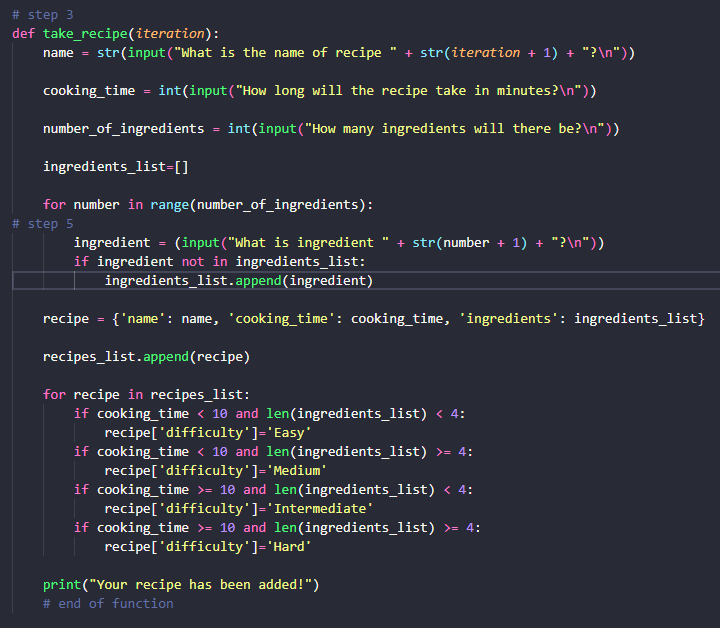 # step 3
def take_recipe(iteration):
    name = str(input("What is the name of recipe " + str(iteration + 1) + "?\n"))
    cooking_time = int(input("How long will the recipe take in minutes?\n"))
    number_of_ingredients = int(input("How many ingredients will there be?\n"))
    ingredients_list=[]
    for number in range(number_of_ingredients):
# step 5
        ingredient = (input("What is ingredient " + str(number + 1) + "?\n"))
        if ingredient not in ingredients_list:
            ingredients_list.append(ingredient)
    recipe = {'name': name, 'cooking_time': cooking_time, 'ingredients': ingredients_list}
    recipes_list.append(recipe)
    for recipe in recipes_list:
        if cooking_time < 10 and len(ingredients_list) < 4:
            recipe['difficulty']='Easy'
        if cooking_time < 10 and len(ingredients_list) >= 4:
            recipe['difficulty']='Medium'
        if cooking_time >= 10 and len(ingredients_list) < 4:
            recipe['difficulty']='Intermediate'
        if cooking_time >= 10 and len(ingredients_list) >= 4:
            recipe['difficulty']='Hard'
    print("Your recipe has been added!")
    # end of function